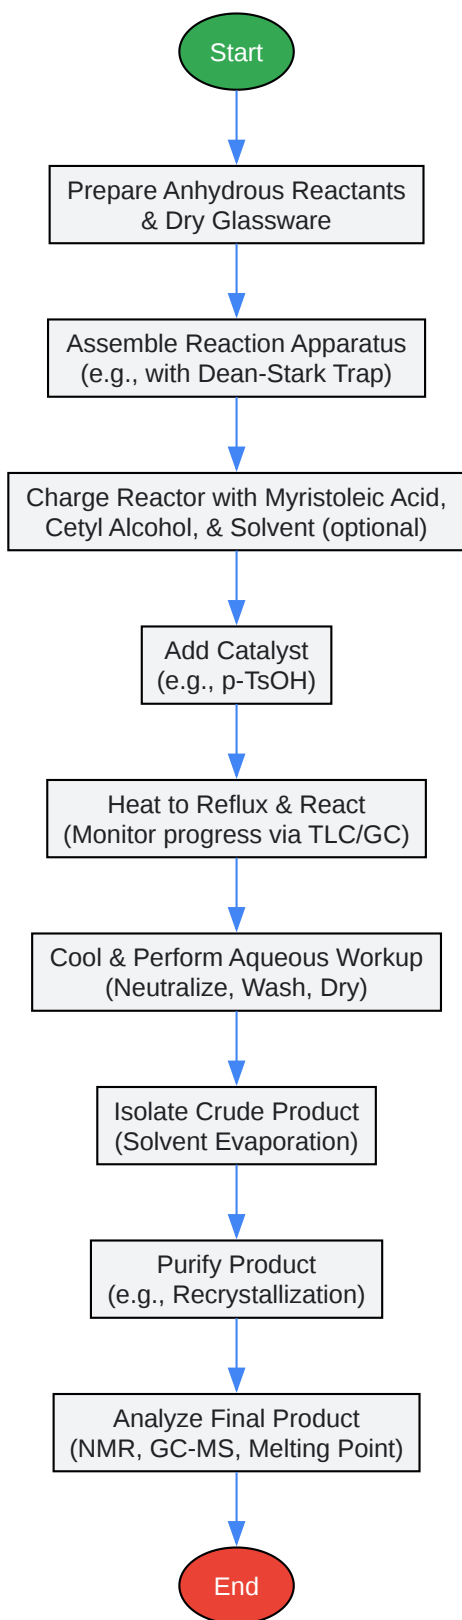 Start
Prepare Anhydrous Reactants
& Dry Glassware
Assemble Reaction Apparatus
(e.g., with Dean-Stark Trap)
Charge Reactor with Myristoleic Acid,
Cetyl Alcohol, & Solvent (optional)
Add Catalyst
(e.g., p-TsOH)
Heat to Reflux & React
(Monitor progress via TLC/GC)
Cool & Perform Aqueous Workup
(Neutralize, Wash, Dry)
Isolate Crude Product
(Solvent Evaporation)
Purify Product
(e.g., Recrystallization)
Analyze Final Product
(NMR, GC-MS, Melting Point)
End